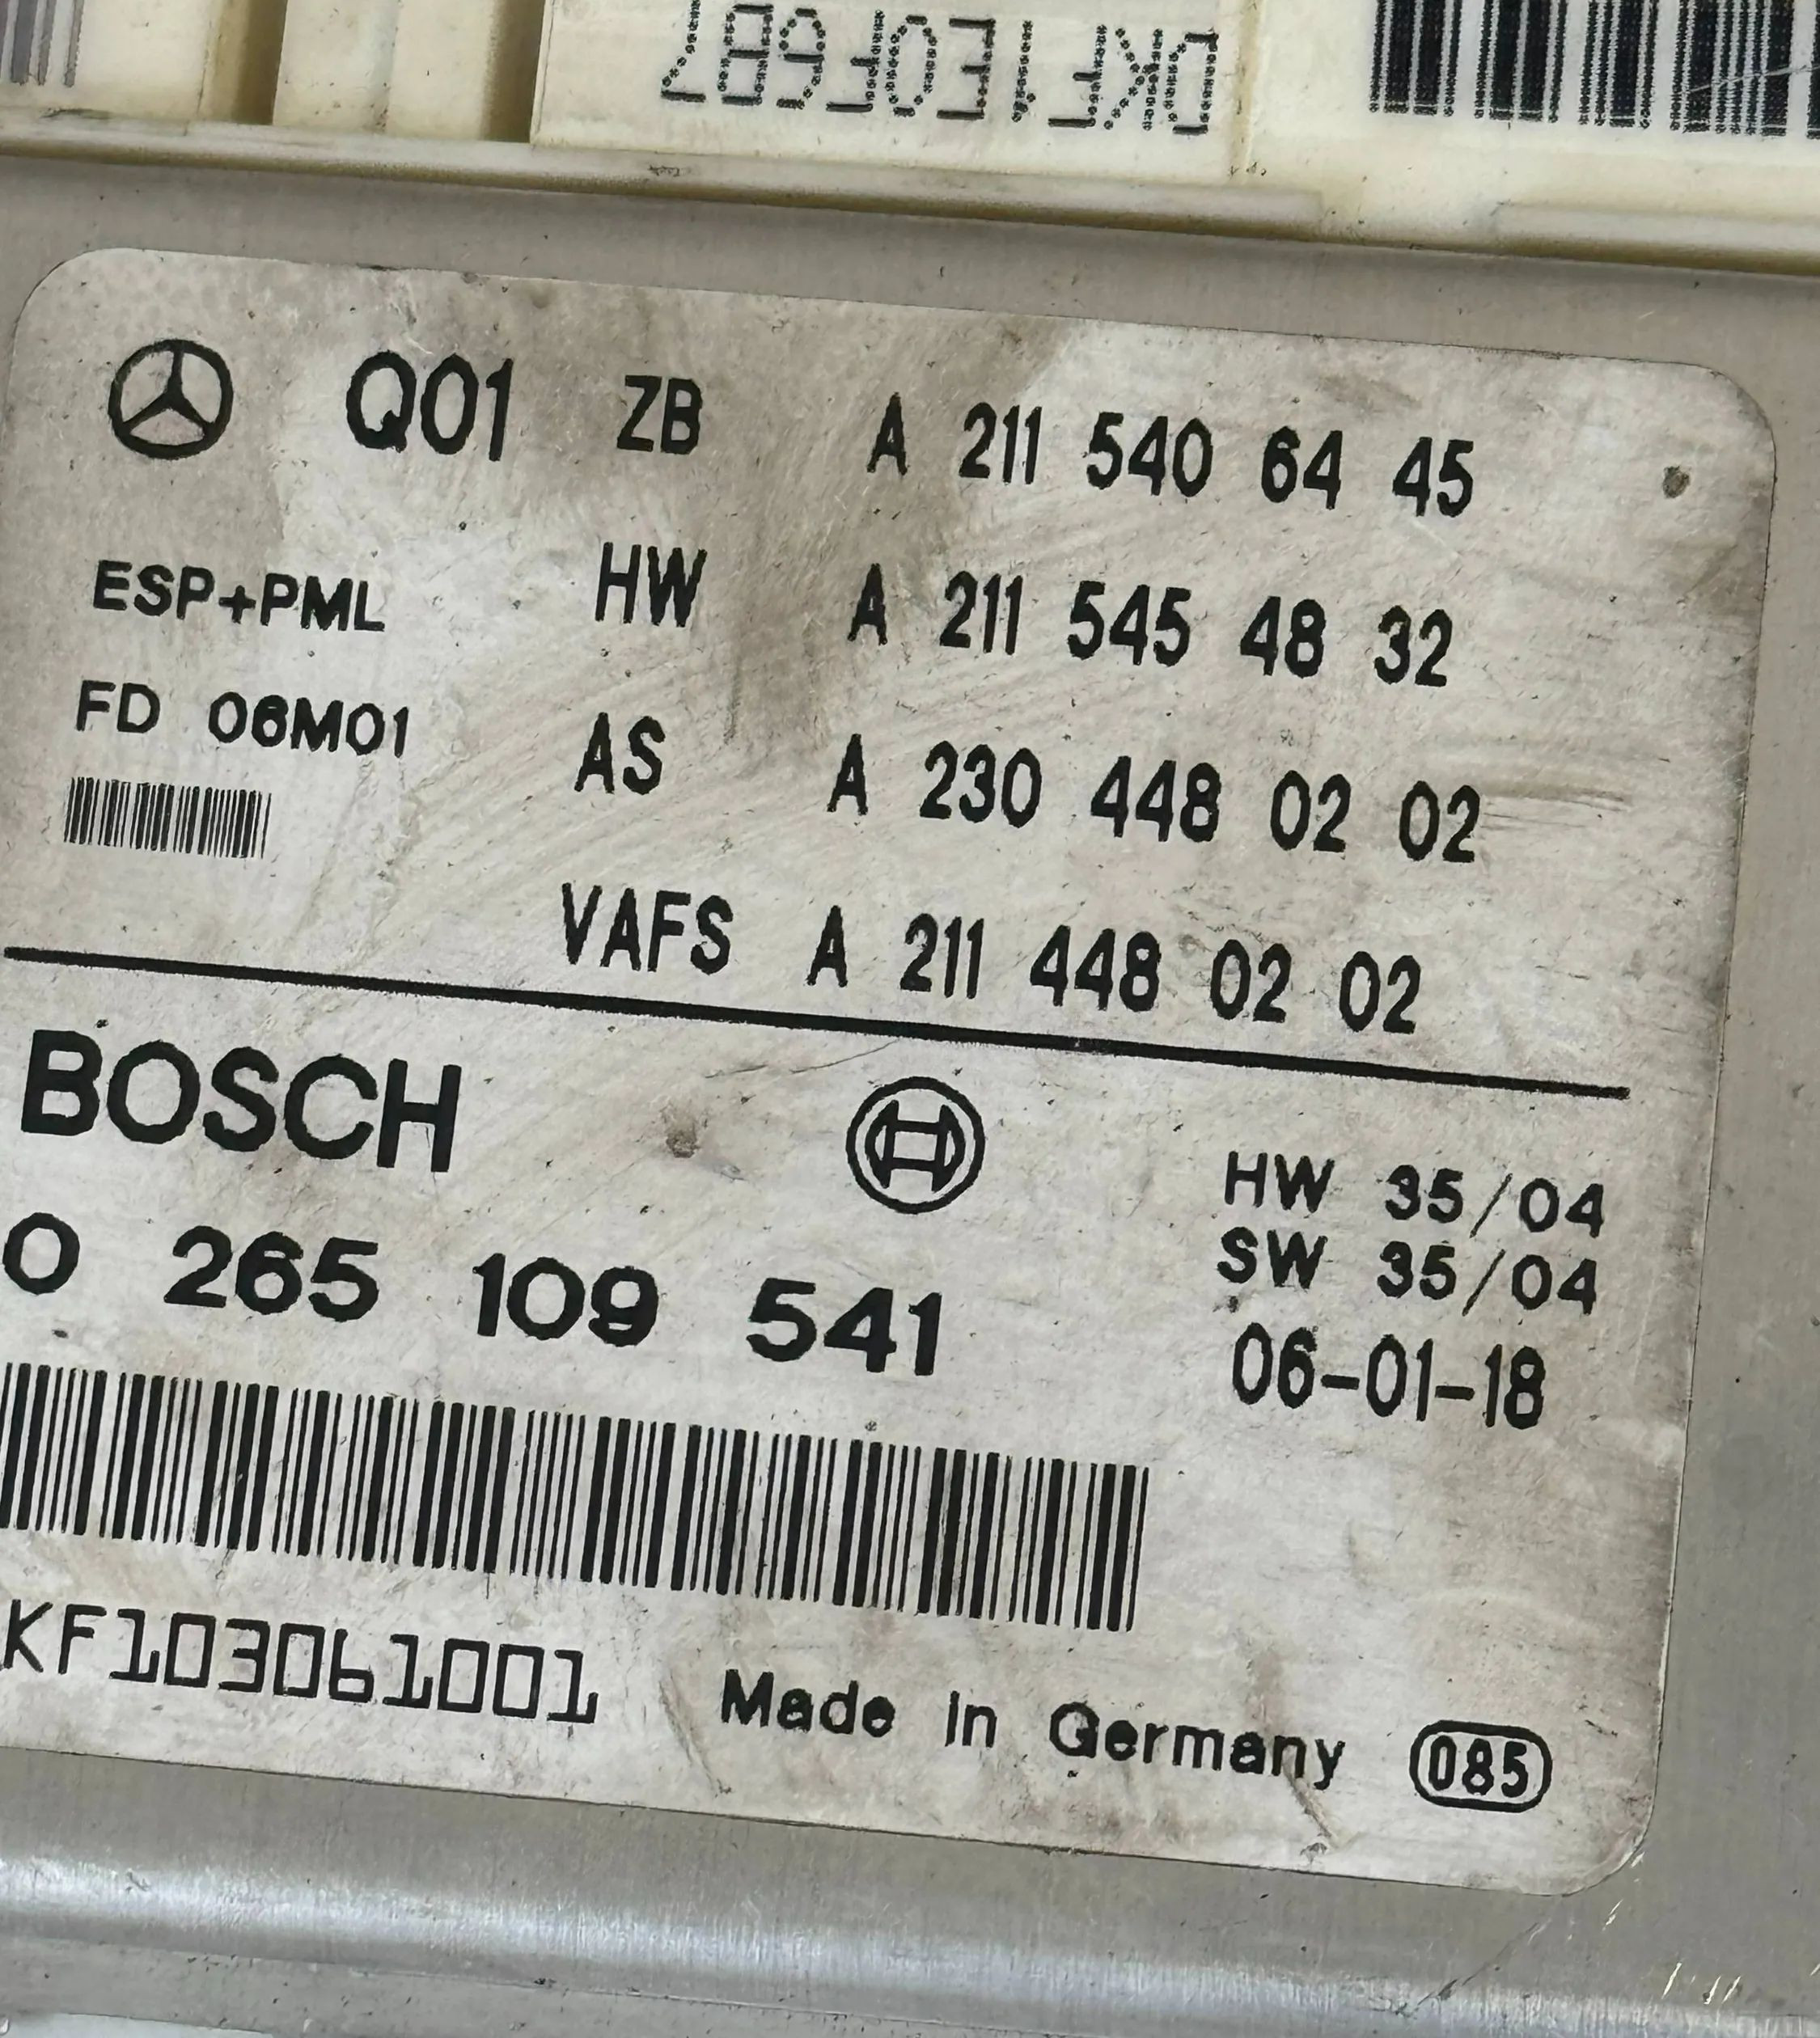 DKF1E0F6B7
Q01 ZB A 211 540 64 45
ESP+PML HW A 211 545 48 32
FD 06M01 AS A 230 448 02 02
VAFS A 211 448 02 02
BOSCH
HW 35/04
SW 35/04
0 265 109 541
06-01-18
KF103061001 Made in Germany 085